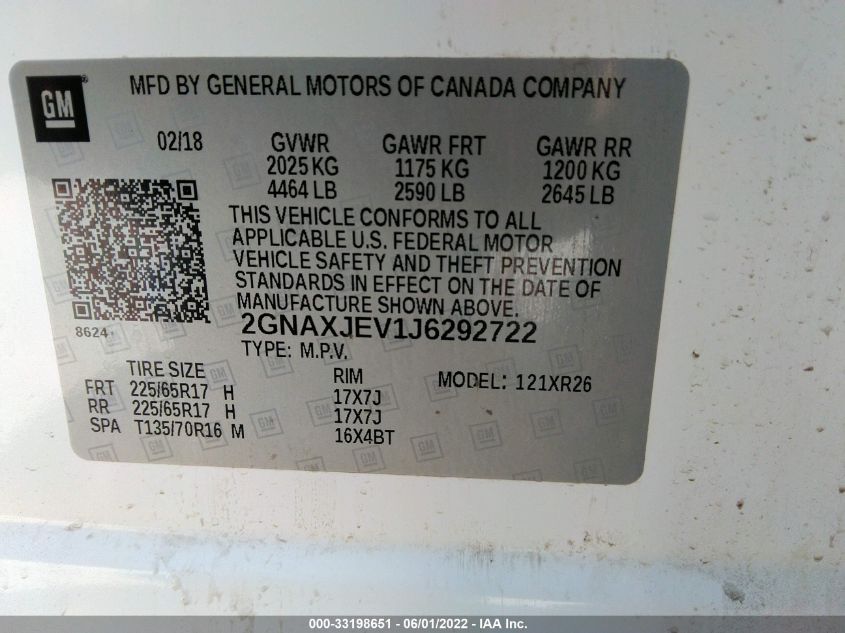 GM ®
MFD BY GENERAL MOTORS OF CANADA COMPANY
02/18 GVWR GAWR FRT GAWR RR
2025 KG 1175 KG 1200 KG
4464 LB 2590 LB 2645 LB
THIS VEHICLE CONFORMS TO ALL
APPLICABLE U.S. FEDERAL MOTOR
VEHICLE SAFETY AND THEFT PREVENTION
STANDARDS IN EFFECT ON THE DATE OF
MANUFACTURE SHOWN ABOVE.
8624
2GNAXJEV1J6292722
TYPE: M.P.V.
TIRE SIZE RIM MODEL: 121XR26
FRT 225/65R17 H 17X7J
RR 225/65R17 H 17X7J
SPA T135/70R16 M 16X4BT
000-33198651 - 06/01/2022 - © IAA Inc.